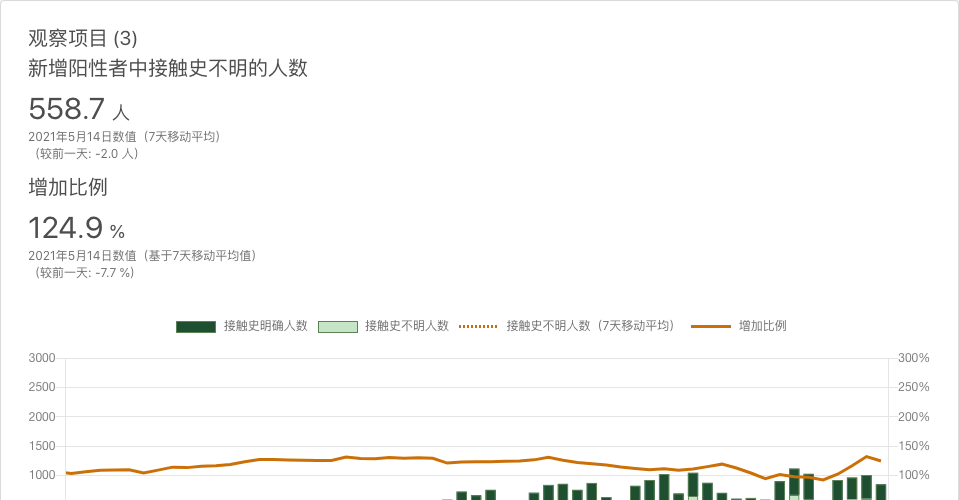 观察项目 (3)
新增阳性者中接触史不明的人数
558.7 人
2021年5月14日数值（7天移动平均）
（较前一天: -2.0 人）
增加比例
124.9 %
2021年5月14日数值（基于7天移动平均值）
（较前一天: -7.7 %）
接触史明确人数 接触史不明人数 接触史不明人数（7天移动平均） 增加比例
3000 300%
2500 250%
2000 200%
1500 150%
1000 100%